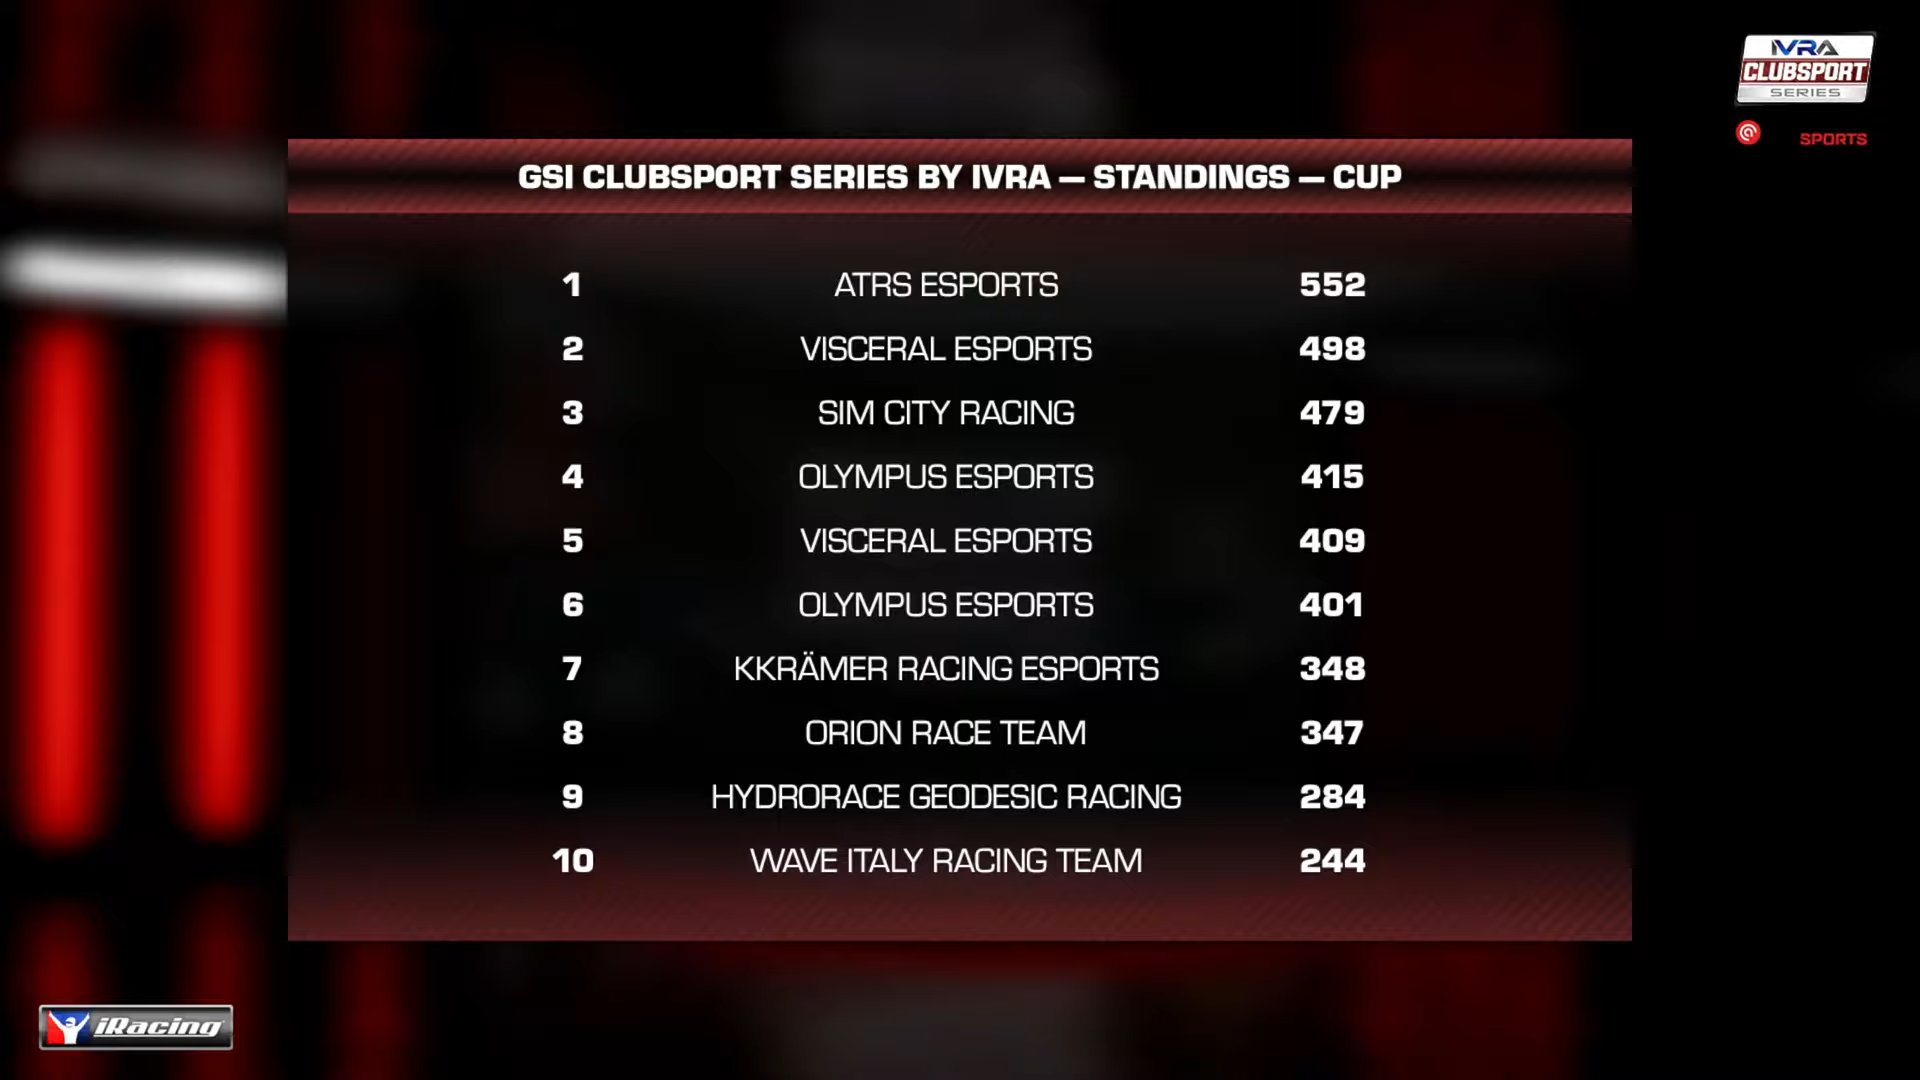 IVRA
CLUBSPORT
SERIES
SPORTS
GSI CLUBSPORT SERIES BY IVRA – STANDINGS – CUP
1 ATRS ESPORTS 552
2 VISCERAL ESPORTS 498
3 SIM CITY RACING 479
4 OLYMPUS ESPORTS 415
5 VISCERAL ESPORTS 409
6 OLYMPUS ESPORTS 401
7 KKRÄMER RACING ESPORTS 348
8 ORION RACE TEAM 347
9 HYDRORACE GEODESIC RACING 284
10 WAVE ITALY RACING TEAM 244
iRacing